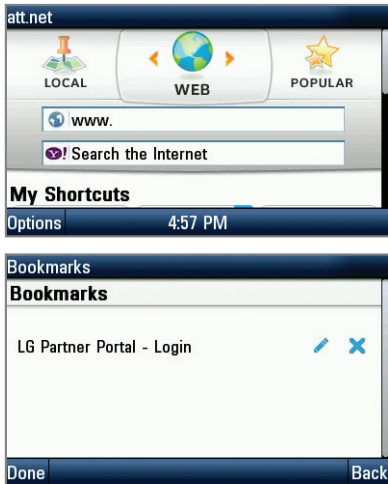 att.net
LOCAL WEB POPULAR
www.
Y! Search the Internet
My Shortcuts
Options 4:57 PM
Bookmarks
Bookmarks
LG Partner Portal - Login
Done Back